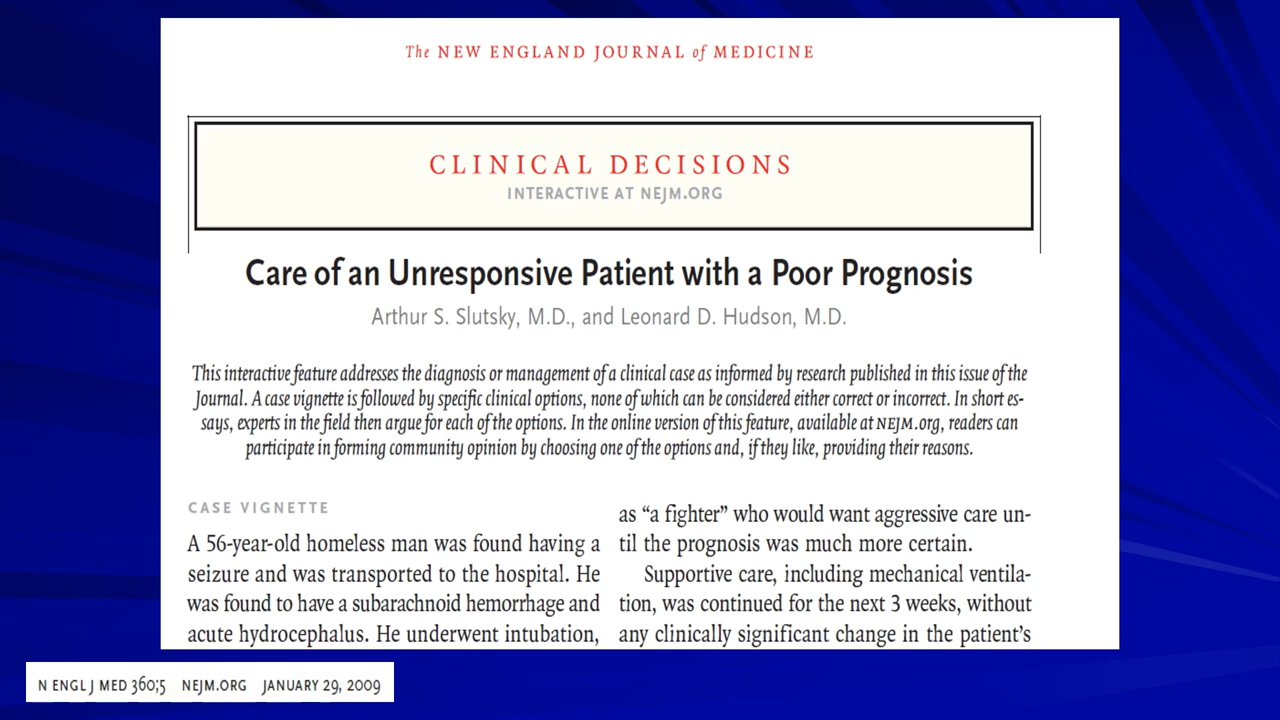 The NEW ENGLAND JOURNAL of MEDICINE
CLINICAL DECISIONS
INTERACTIVE AT NEJM.ORG
Care of an Unresponsive Patient with a Poor Prognosis
Arthur S. Slutsky, M.D., and Leonard D. Hudson, M.D.
This interactive feature addresses the diagnosis or management of a clinical case as informed by research published in this issue of the
Journal. A case vignette is followed by specific clinical options, none of which can be considered either correct or incorrect. In short es-
says, experts in the field then argue for each of the options. In the online version of this feature, available at NEJM.org, readers can
participate in forming community opinion by choosing one of the options and, if they like, providing their reasons.
CASE VIGNETTE
A 56-year-old homeless man was found having a
seizure and was transported to the hospital. He
was found to have a subarachnoid hemorrhage and
acute hydrocephalus. He underwent intubation,
as “a fighter” who would want aggressive care un-
til the prognosis was much more certain.
Supportive care, including mechanical ventila-
tion, was continued for the next 3 weeks, without
any clinically significant change in the patient’s
N ENGL J MED 360;5 NEJM.ORG JANUARY 29, 2009